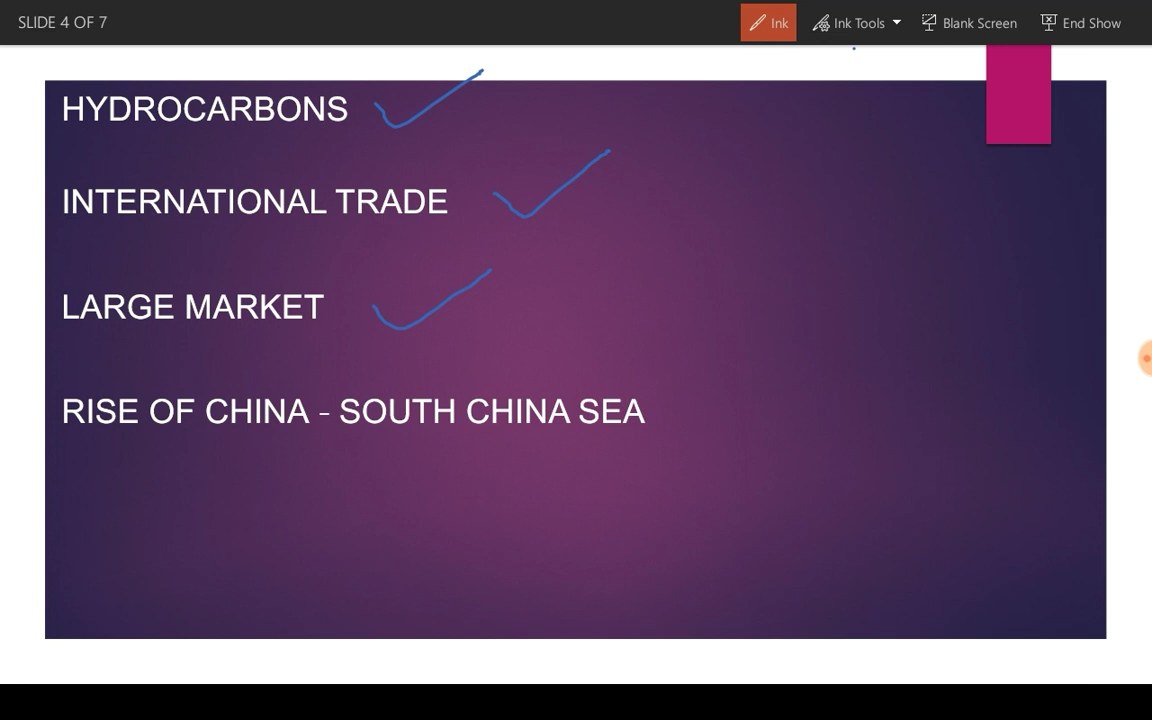 SLIDE 4 OF 7
Ink Ink Tools Blank Screen End Show
HYDROCARBONS
INTERNATIONAL TRADE
LARGE MARKET
RISE OF CHINA - SOUTH CHINA SEA